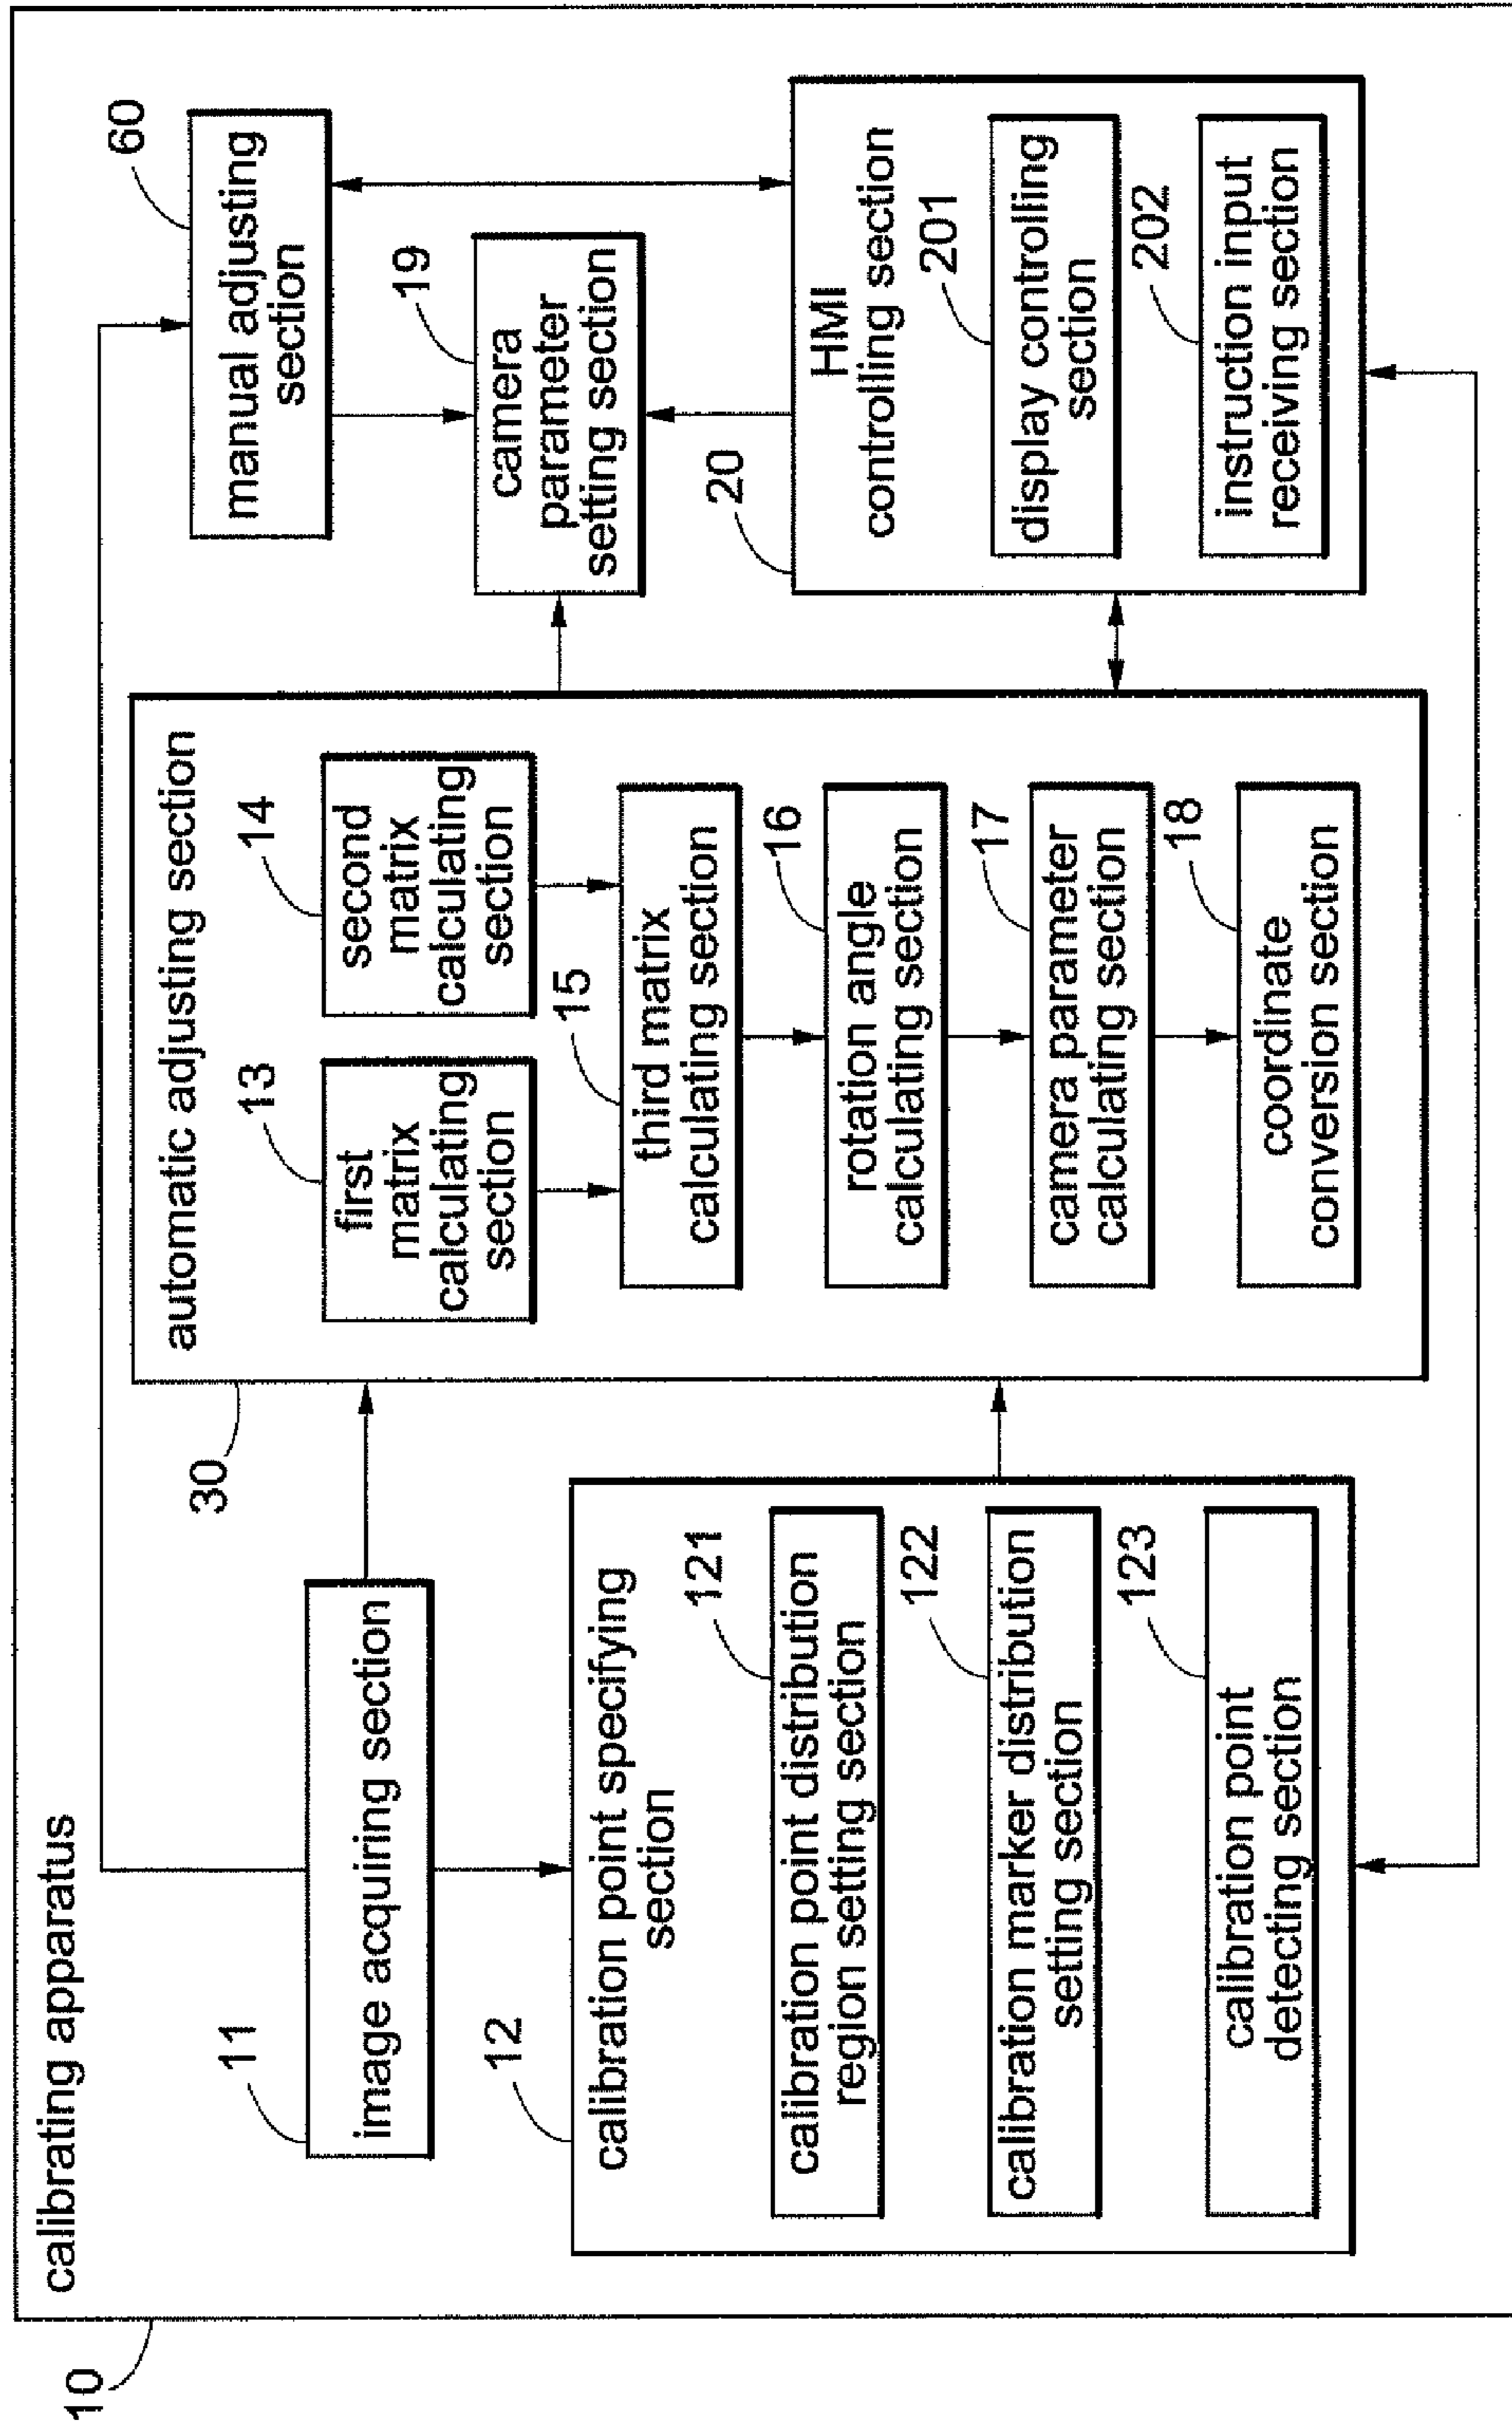 10
calibrating apparatus
11
image acquiring section
12
calibration point specifying
section
121
calibration point distribution
region setting section
122
calibration marker distribution
setting section
123
calibration point
detecting section
30
automatic adjusting section
13
first
matrix
calculating
section
14
second
matrix
calculating
section
15
third matrix
calculating section
16
rotation angle
calculating section
17
camera parameter
calculating section
18
coordinate
conversion section
60
manual adjusting
section
19
camera
parameter
setting section
20
HMI
controlling section
201
display controlling
section
202
instruction input
receiving section